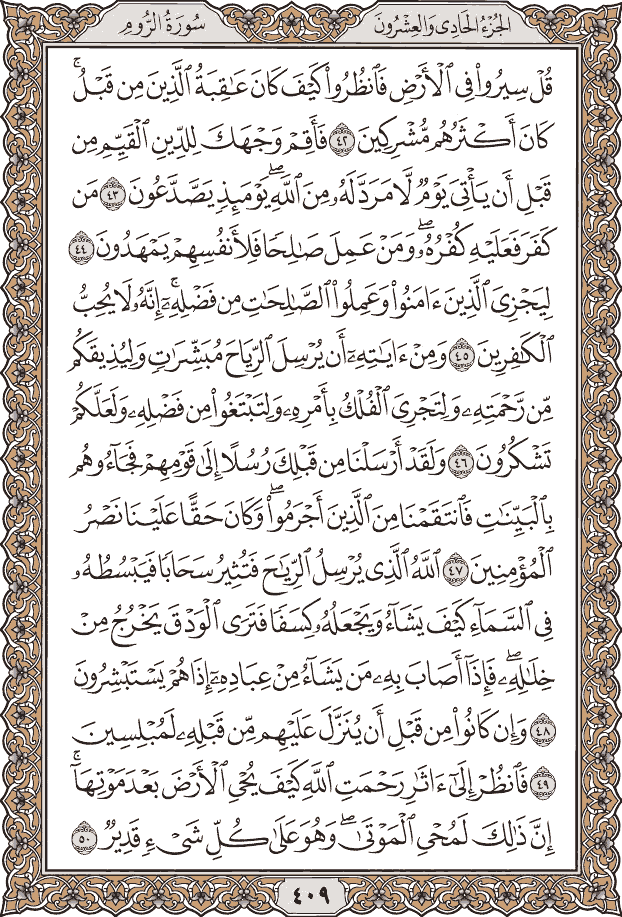 الجُزْءُ الحَادِي وَالعِشْرُونَ
سُورَةُ الرُّومِ
قُلْ سِيرُواْ فِي ٱلْأَرْضِ فَٱنظُرُواْ كَيْفَ كَانَ عَٰقِبَةُ ٱلَّذِينَ مِن قَبْلُۚ
كَانَ أَكْثَرُهُم مُّشْرِكِينَ ٤٢ فَأَقِمْ وَجْهَكَ لِلدِّينِ ٱلْقَيِّمِ مِن
قَبْلِ أَن يَأْتِيَ يَوْمٌ لَّا مَرَدَّ لَهُۥ مِنَ ٱللَّهِۖ يَوْمَئِذٍ يَصَّدَّعُونَ ٤٣ مَن
كَفَرَ فَعَلَيْهِ كُفْرُهُۥۖ وَمَنْ عَمِلَ صَٰلِحًا فَلِأَنفُسِهِمْ يَمْهَدُونَ ٤٤
لِيَجْزِيَ ٱلَّذِينَ ءَامَنُواْ وَعَمِلُواْ ٱلصَّٰلِحَٰتِ مِن فَضْلِهِۦٓۚ إِنَّهُۥ لَا يُحِبُّ
ٱلْكَٰفِرِينَ ٤٥ وَمِنْ ءَايَٰتِهِۦٓ أَن يُرْسِلَ ٱلرِّيَاحَ مُبَشِّرَٰتٍ وَلِيُذِيقَكُم
مِّن رَّحْمَتِهِۦ وَلِتَجْرِيَ ٱلْفُلْكُ بِأَمْرِهِۦ وَلِتَبْتَغُواْ مِن فَضْلِهِۦ وَلَعَلَّكُمْ
تَشْكُرُونَ ٤٦ وَلَقَدْ أَرْسَلْنَا مِن قَبْلِكَ رُسُلًا إِلَىٰ قَوْمِهِمْ فَجَآءُوهُم
بِٱلْبَيِّنَٰتِ فَٱنتَقَمْنَا مِنَ ٱلَّذِينَ أَجْرَمُواْۖ وَكَانَ حَقًّا عَلَيْنَا نَصْرُ
ٱلْمُؤْمِنِينَ ٤٧ ٱللَّهُ ٱلَّذِي يُرْسِلُ ٱلرِّيَٰحَ فَتُثِيرُ سَحَابًا فَيَبْسُطُهُۥ
فِي ٱلسَّمَآءِ كَيْفَ يَشَآءُ وَيَجْعَلُهُۥ كِسَفًا فَتَرَى ٱلْوَدْقَ يَخْرُجُ مِنْ
خِلَٰلِهِۦۖ فَإِذَآ أَصَابَ بِهِۦ مَن يَشَآءُ مِنْ عِبَادِهِۦٓ إِذَا هُمْ يَسْتَبْشِرُونَ
٤٨ وَإِن كَانُواْ مِن قَبْلِ أَن يُنَزَّلَ عَلَيْهِم مِّن قَبْلِهِۦ لَمُبْلِسِينَ
٤٩ فَٱنظُرْ إِلَىٰٓ ءَاثَٰرِ رَحْمَتِ ٱللَّهِ كَيْفَ يُحْيِ ٱلْأَرْضَ بَعْدَ مَوْتِهَآۚ
إِنَّ ذَٰلِكَ لَمُحْيِ ٱلْمَوْتَىٰۖ وَهُوَ عَلَىٰ كُلِّ شَيْءٍ قَدِيرٌ ٥٠
٤٠٩